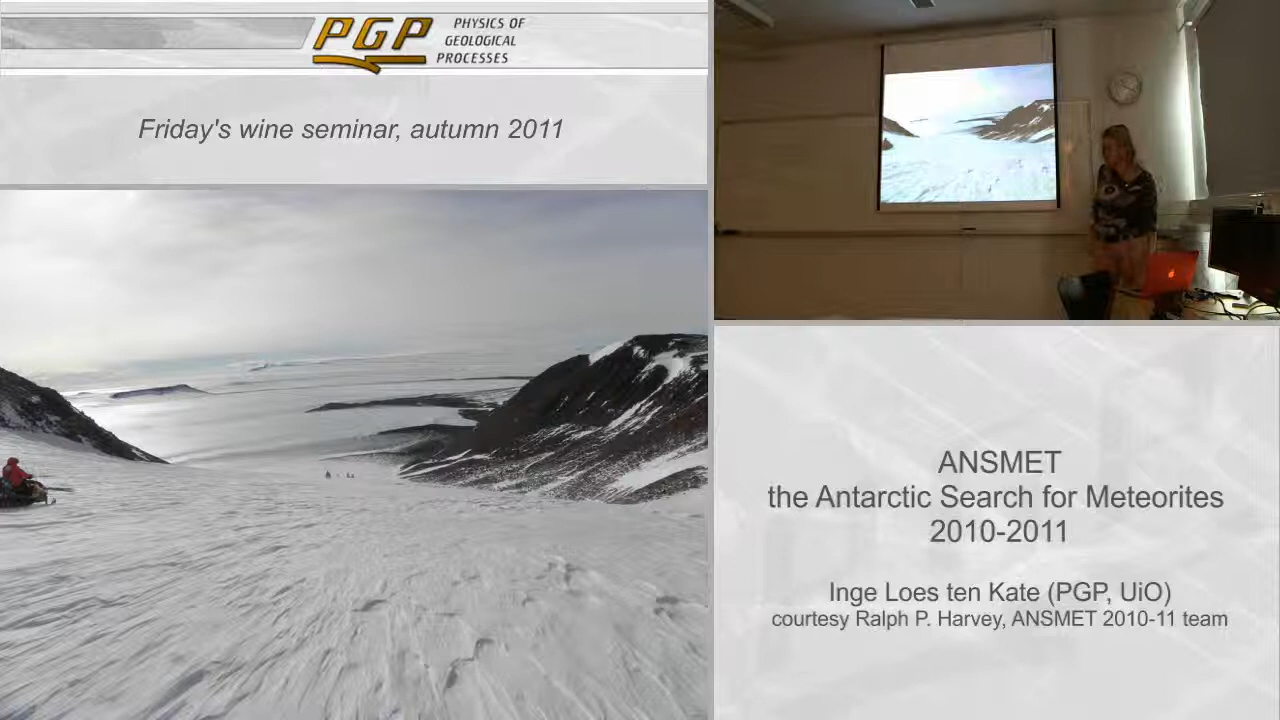 PGP
PHYSICS OF
GEOLOGICAL
PROCESSES
Friday's wine seminar, autumn 2011
ANSMET
the Antarctic Search for Meteorites
2010-2011
Inge Loes ten Kate (PGP, UiO)
courtesy Ralph P. Harvey, ANSMET 2010-11 team